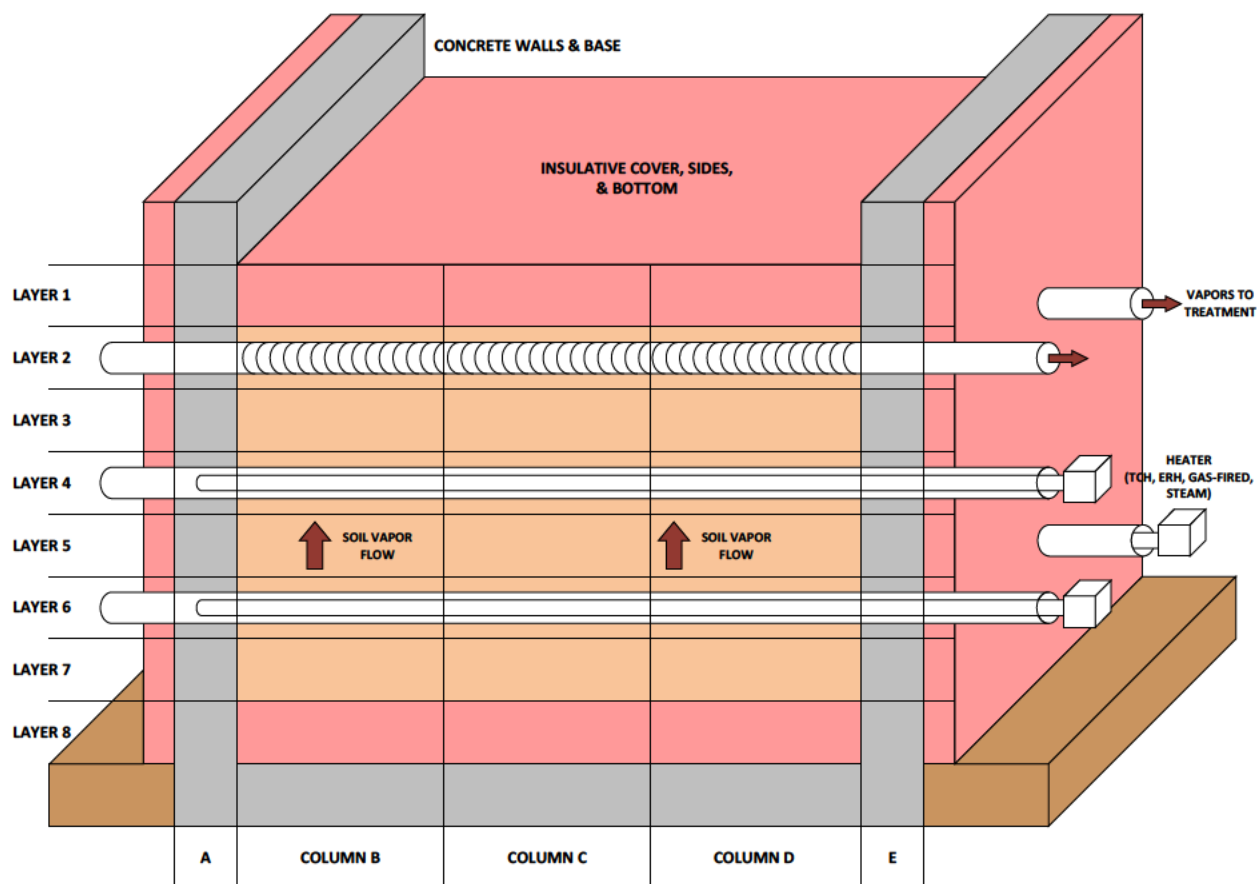 CONCRETE WALLS & BASE
INSULATIVE COVER, SIDES,
& BOTTOM
LAYER 1
VAPORS TO
TREATMENT
LAYER 2
LAYER 3
LAYER 4
HEATER
(TCH, ERH, GAS-FIRED,
STEAM)
LAYER 5
SOIL VAPOR
FLOW
SOIL VAPOR
FLOW
LAYER 6
LAYER 7
LAYER 8
A
COLUMN B
COLUMN C
COLUMN D
E